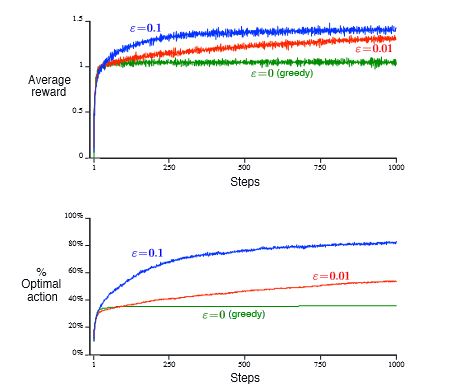 1.5
ε=0.1
1
ε=0.01
Average
reward
ε=0 (greedy)
0.5
0
1 250 500 750 1000
Steps
100%
80%
ε=0.1
%
Optimal
action
60%
ε=0.01
40%
ε=0 (greedy)
20%
0%
1 250 500 750 1000
Steps